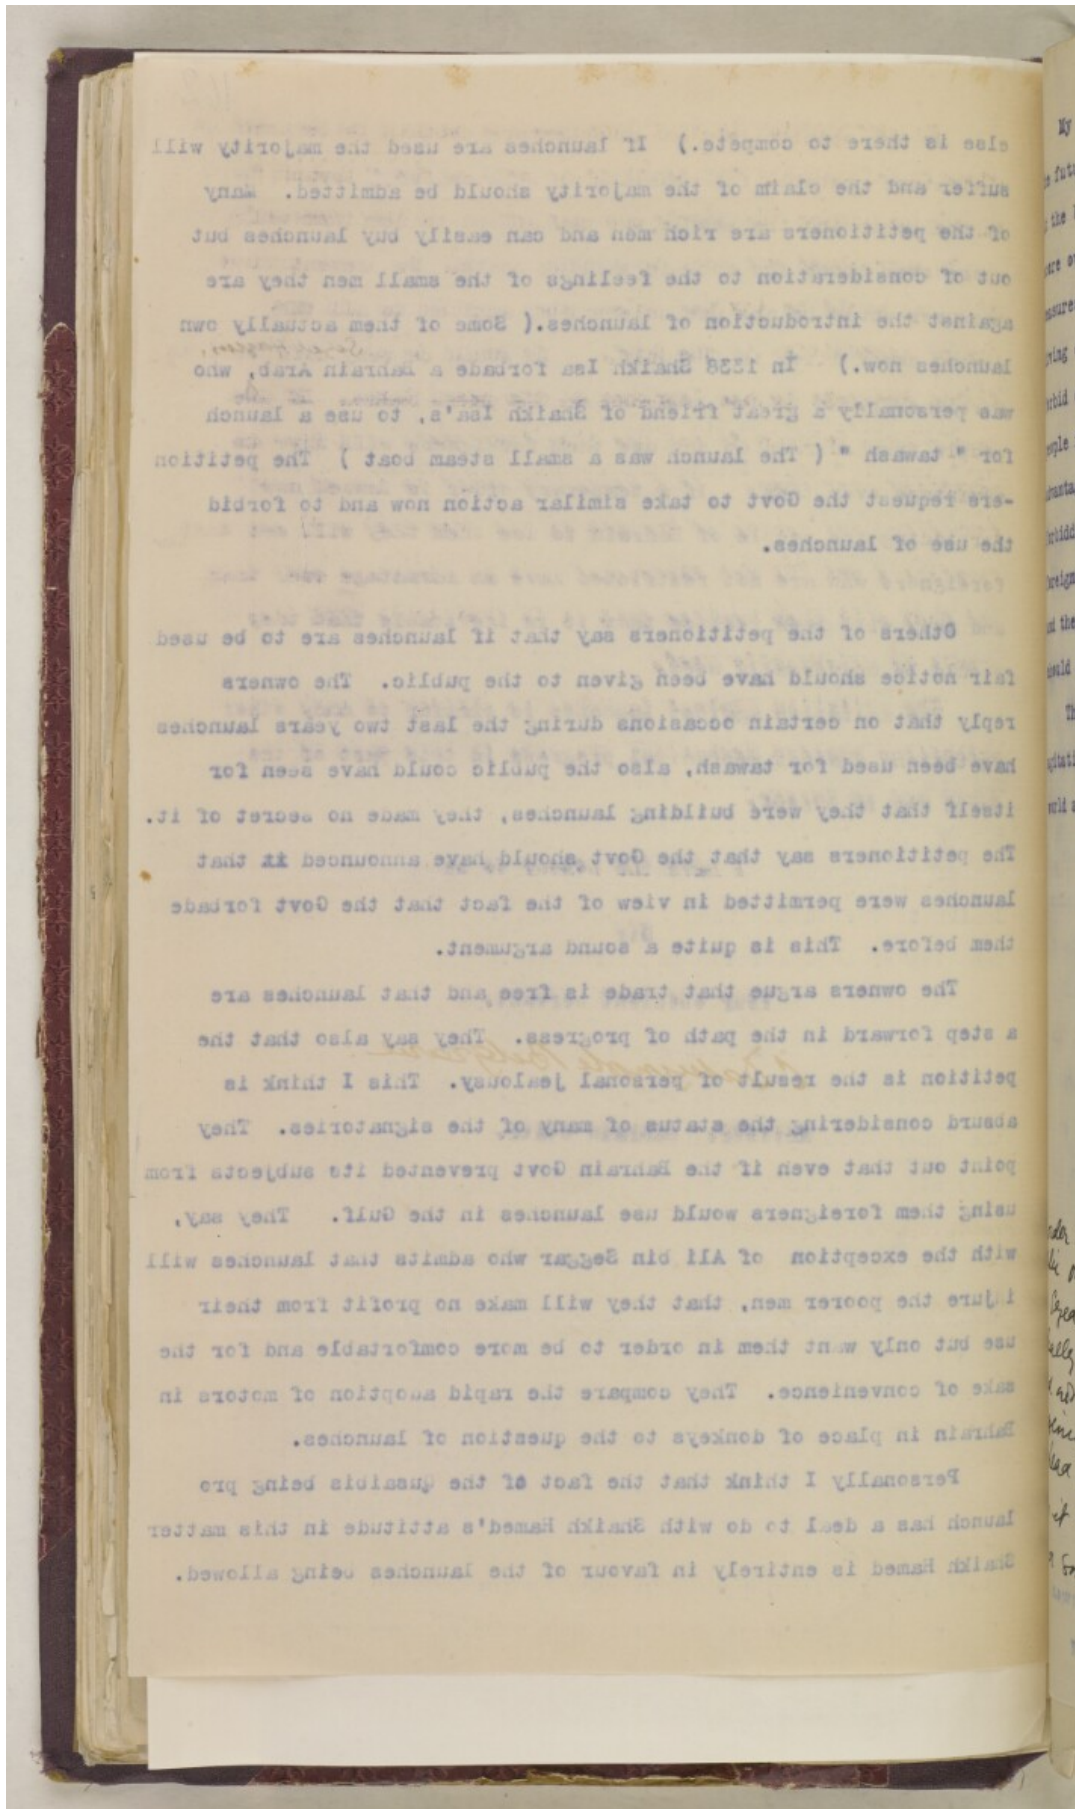 else is there to compete.) If launches are used the majority will
suffer and the claim of the majority should be admitted. Many
of the petitioners are rich men and can easily buy launches but
out of consideration to the feelings of the small men they are
against the introduction of launches.( Some of them actually own
launches now.) In 1338 Shaikh Isa forbade a Bahrain Arab, who
was personally a great friend of Shaikh Isa's, to use a launch
for " tawash " ( The launch was a small steam boat ) The petition
-ers request the Govt to take similar action now and to forbid
the use of launches.
Others of the petitioners say that if launches are to be used
fair notice should have been given to the public. The owners
reply that on certain occasions during the last two years launches
have been used for tawash, also the public could have seen for
itself that they were building launches, they made no secret of it.
The petitioners say that the Govt should have announced it that
launches were permitted in view of the fact that the Govt forbade
them before. This is quite a sound argument.
The owners argue that trade is free and that launches are
a step forward in the path of progress. They say also that the
petition is the result of personal jealousy. This I think is
absurd considering the status of many of the signatories. They
point out that even if the Bahrain Govt prevented its subjects from
using them foreigners would use launches in the Gulf. They say,
with the exception of Ali bin Seggar who admits that launches will
injure the poorer men, that they will make no profit from their
use but only want them in order to be more comfortable and for the
sake of convenience. They compare the rapid adoption of motors in
Bahrain in place of donkeys to the question of launches.
Personally I think that the fact of the Qusaibis being pro
launch has a deal to do with Shaikh Hamed's attitude in this matter
Shaikh Hamed is entirely in favour of the launches being allowed.